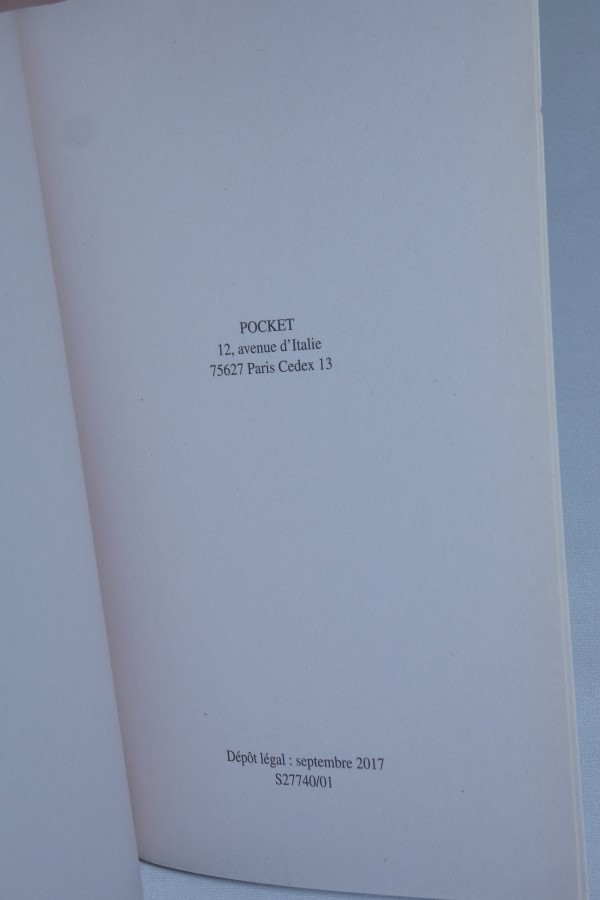 POCKET
12, avenue d'Italie
75627 Paris Cedex 13
Dépôt légal : septembre 2017
S27740/01